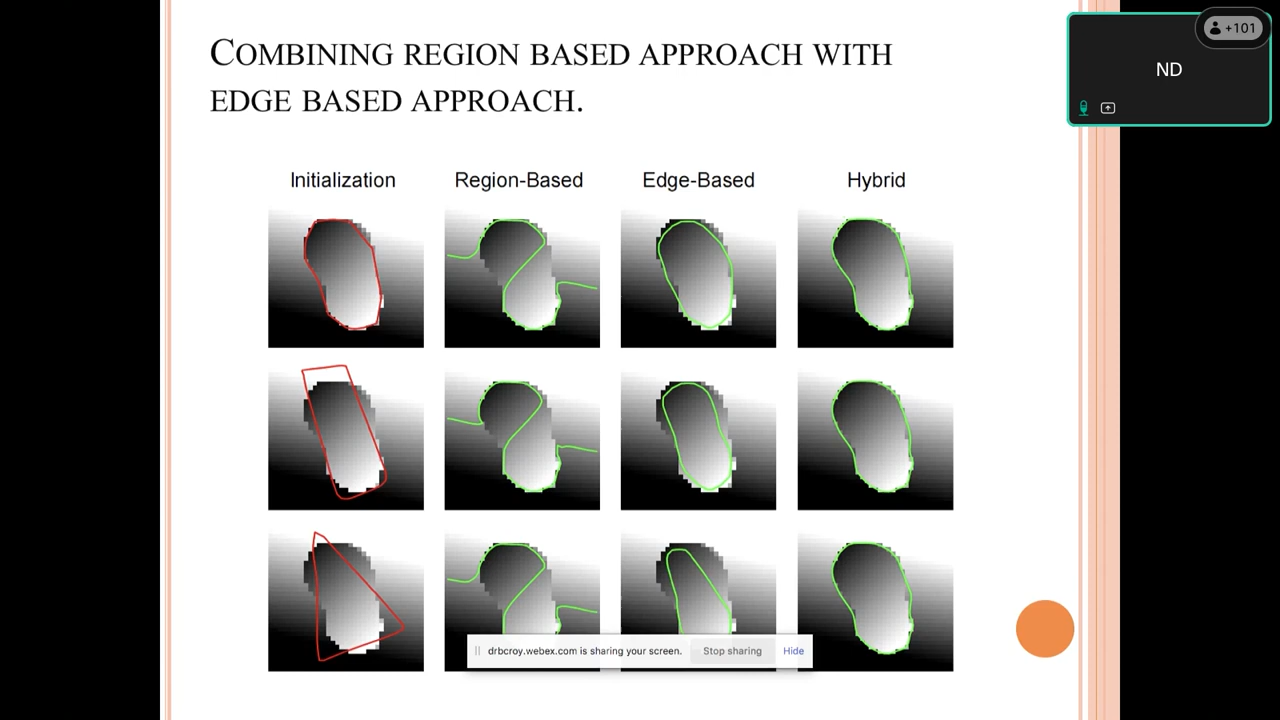 COMBINING REGION BASED APPROACH WITH
EDGE BASED APPROACH.
+101
ND
Initialization Region-Based Edge-Based Hybrid
drbcroy.webex.com is sharing your screen. Stop sharing Hide